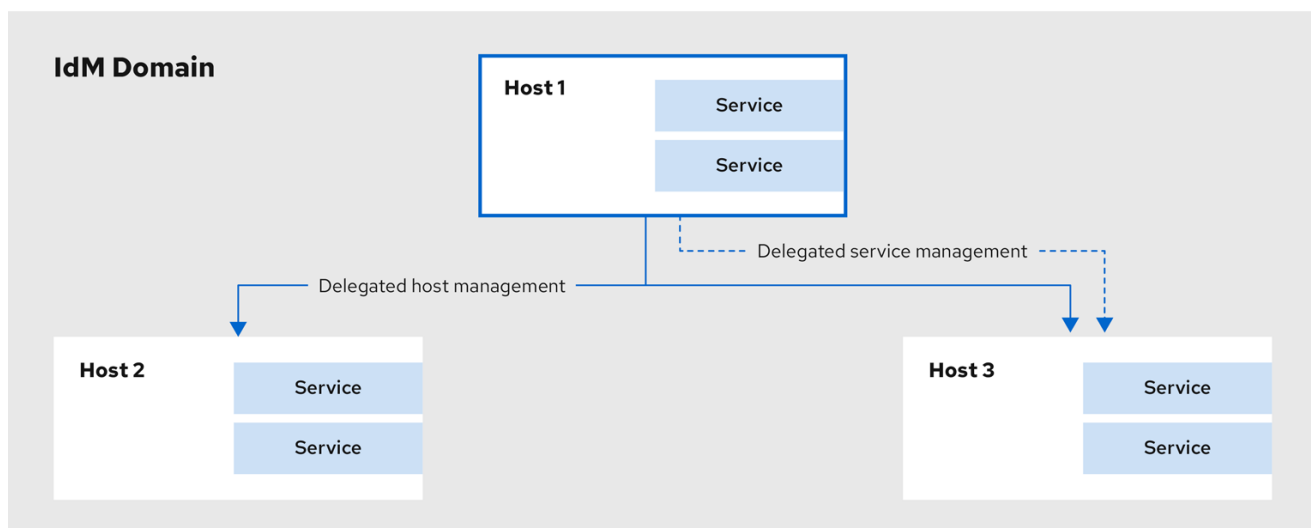 IdM Domain
Host 1
Service
Service
Delegated service management
Delegated host management
Host 2
Service
Service
Host 3
Service
Service